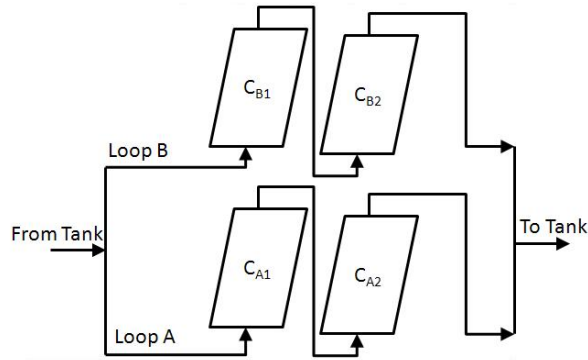 C_B1
C_B2
Loop B
From Tank
To Tank
C_A1
C_A2
Loop A